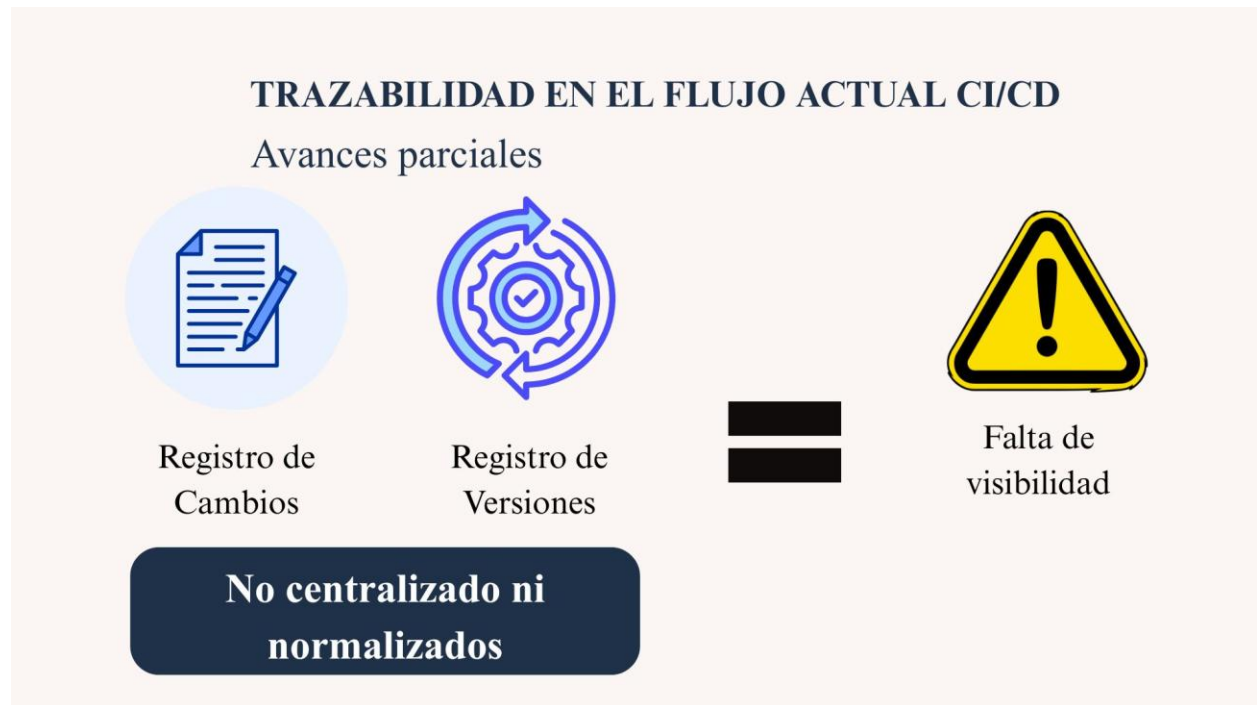 TRAZABILIDAD EN EL FLUJO ACTUAL CI/CD
Avances parciales
Registro de
Cambios
Registro de
Versiones
Falta de
visibilidad
No centralizado ni
normalizados